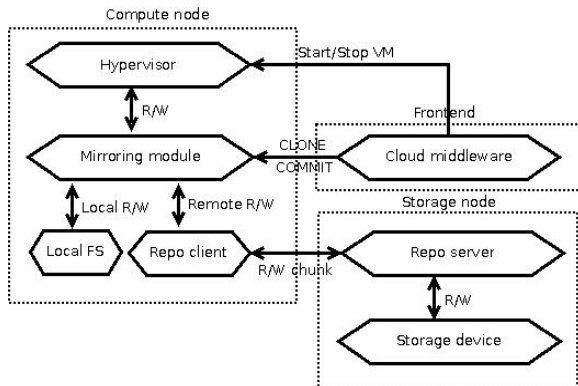 Compute node
Hypervisor
Start/Stop VM
R/W
Frontend
Mirroring module
CLONE
COMMIT
Cloud middleware
Local R/W
Remote R/W
Storage node
Local FS
Repo client
R/W chunk
Repo server
R/W
Storage device